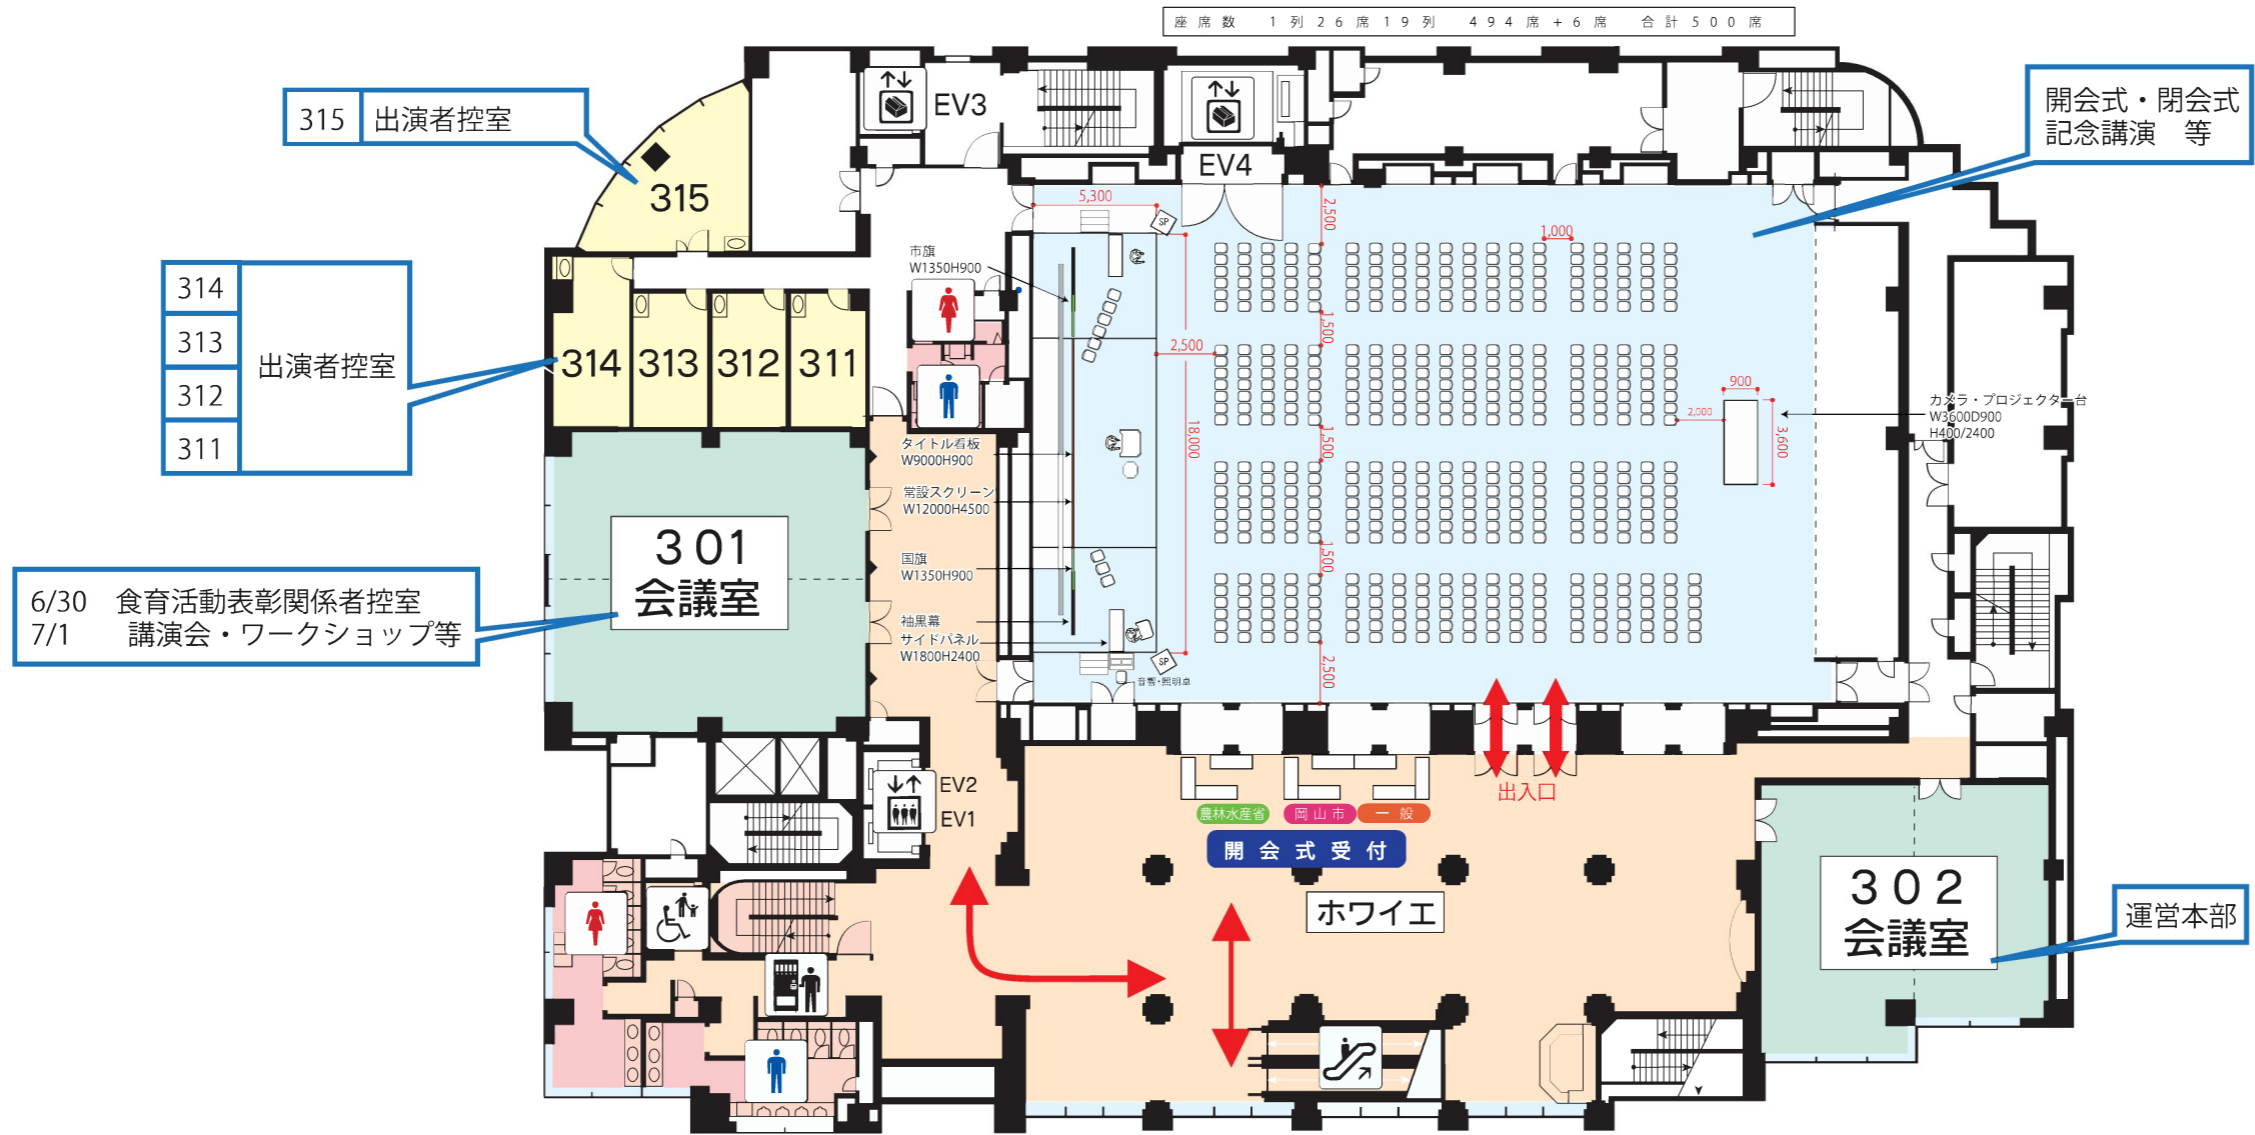 座席数 1列26席19列 494席+6席 合計500席
315 出演者控室
開会式・閉会式
記念講演 等
EV3
EV4
315
5,300
SP
2,500
1,000
市旗
W1350H900
314
313
312
311
出演者控室
314
313
312
311
1,500
2,500
900
2,000
カメラ・プロジェクター台
W3600D900
H400/2400
3,600
18,000
1,500
タイトル看板
W9000H900
常設スクリーン
W12000H4500
301
会議室
国旗
W1350H900
1,500
6/30 食育活動表彰関係者控室
7/1 講演会・ワークショップ等
袖黒幕
サイドパネル
W1800H2400
SP
音響・照明卓
2,500
EV2
EV1
出入口
農林水産省
岡山市
一般
開会式受付
ホワイエ
302
会議室
運営本部